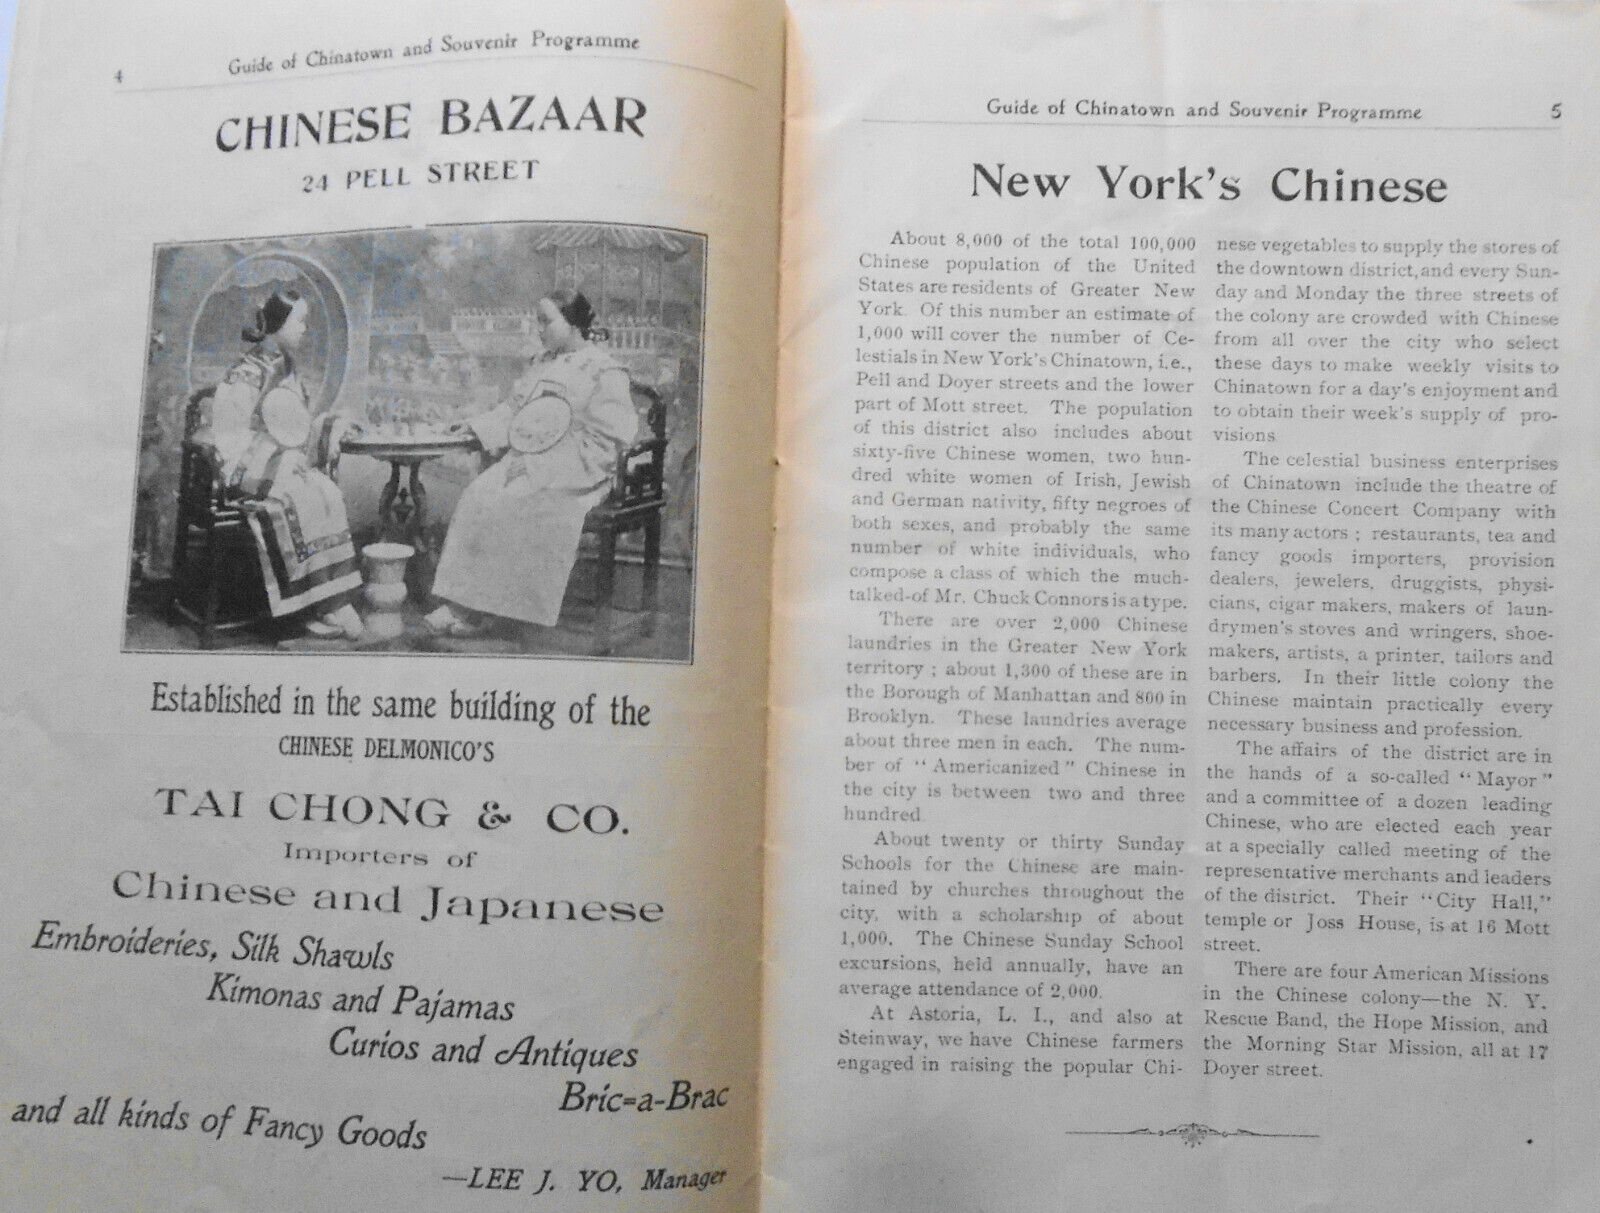 4
Guide of Chinatown and Souvenir Programme
CHINESE BAZAAR
24 PELL STREET
Established in the same building of the
CHINESE DELMONICO'S
TAI CHONG & CO.
Importers of
Chinese and Japanese
Embroideries, Silk Shawls
Kimonas and Pajamas
Curios and Antiques
Bric=a-Brac
and all kinds of Fancy Goods
—LEE J. YO, Manager
Guide of Chinatown and Souvenir Programme 5
New York's Chinese
About 8,000 of the total 100,000
Chinese population of the United
States are residents of Greater New
York. Of this number an estimate of
1,000 will cover the number of Ce-
lestials in New York's Chinatown, i.e.,
Pell and Doyer streets and the lower
part of Mott street. The population
of this district also includes about
sixty-five Chinese women, two hun-
dred white women of Irish, Jewish
and German nativity, fifty negroes of
both sexes, and probably the same
number of white individuals, who
compose a class of which the much-
talked-of Mr. Chuck Connors is a type.
There are over 2,000 Chinese
laundries in the Greater New York
territory ; about 1,300 of these are in
the Borough of Manhattan and 800 in
Brooklyn. These laundries average
about three men in each. The num-
ber of "Americanized" Chinese in
the city is between two and three
hundred.
About twenty or thirty Sunday
Schools for the Chinese are main-
tained by churches throughout the
city, with a scholarship of about
1,000. The Chinese Sunday School
excursions, held annually, have an
average attendance of 2,000.
At Astoria, L. I., and also at
Steinway, we have Chinese farmers
engaged in raising the popular Chi-
nese vegetables to supply the stores of
the downtown district, and every Sun-
day and Monday the three streets of
the colony are crowded with Chinese
from all over the city who select
these days to make weekly visits to
Chinatown for a day's enjoyment and
to obtain their week's supply of pro-
visions
The celestial business enterprises
of Chinatown include the theatre of
the Chinese Concert Company with
its many actors ; restaurants, tea and
fancy goods importers, provision
dealers, jewelers, druggists, physi-
cians, cigar makers, makers of laun-
drymen's stoves and wringers, shoe-
makers, artists, a printer, tailors and
barbers. In their little colony the
Chinese maintain practically every
necessary business and profession.
The affairs of the district are in
the hands of a so-called "Mayor"
and a committee of a dozen leading
Chinese, who are elected each year
at a specially called meeting of the
representative merchants and leaders
of the district. Their "City Hall,"
temple or Joss House, is at 16 Mott
street.
There are four American Missions
in the Chinese colony—the N. Y.
Rescue Band, the Hope Mission, and
the Morning Star Mission, all at 17
Doyer street.